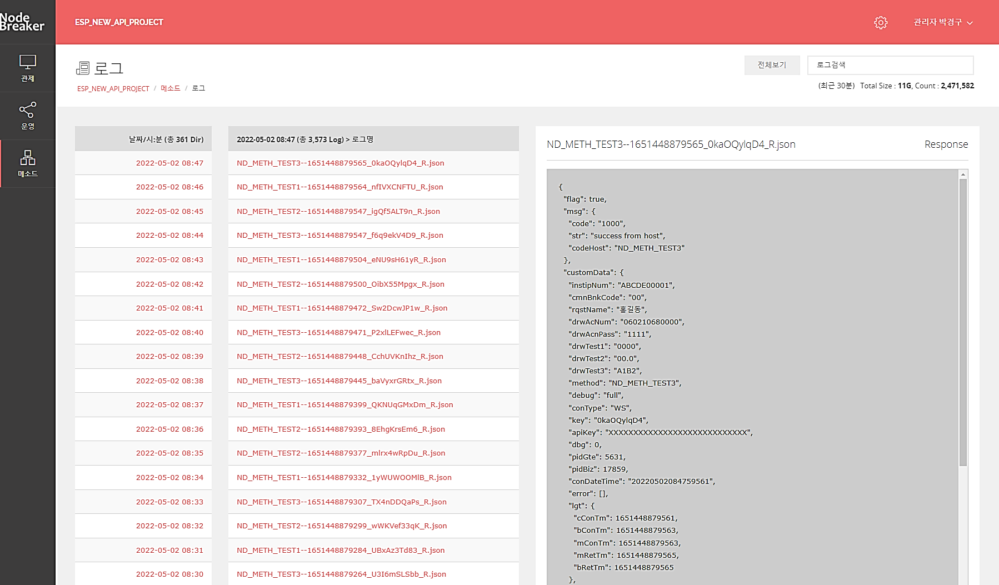 Node
Breaker
ESP_NEW_API_PROJECT
관리자 박경구
관제
운영
메소드
로그
ESP_NEW_API_PROJECT / 메소드 / 로그
전체보기
로그검색
(최근 30분) Total Size : 11G, Count : 2,471,582
날짜/시:분 (총 361 Dir)
2022-05-02 08:47
2022-05-02 08:46
2022-05-02 08:45
2022-05-02 08:44
2022-05-02 08:43
2022-05-02 08:42
2022-05-02 08:41
2022-05-02 08:40
2022-05-02 08:39
2022-05-02 08:38
2022-05-02 08:37
2022-05-02 08:36
2022-05-02 08:35
2022-05-02 08:34
2022-05-02 08:33
2022-05-02 08:32
2022-05-02 08:31
2022-05-02 08:30
2022-05-02 08:47 (총 3,573 Log) > 로그명
ND_METH_TEST3--1651448879565_0kaOQylqD4_R.json
ND_METH_TEST1--1651448879564_nfIVXCNFTU_R.json
ND_METH_TEST2--1651448879547_igQf5ALT9n_R.json
ND_METH_TEST3--1651448879547_f6q9ekV4D9_R.json
ND_METH_TEST1--1651448879504_eNU9sH61yR_R.json
ND_METH_TEST2--1651448879500_OibX55Mpgx_R.json
ND_METH_TEST1--1651448879472_Sw2DcwJP1w_R.json
ND_METH_TEST3--1651448879471_P2xlLEFwec_R.json
ND_METH_TEST2--1651448879448_CchUVKnIhz_R.json
ND_METH_TEST3--1651448879445_baVyxrGRtx_R.json
ND_METH_TEST1--1651448879399_QKNUqGMxDm_R.json
ND_METH_TEST2--1651448879393_8EhgKrsEm6_R.json
ND_METH_TEST2--1651448879377_mlrx4wRpDu_R.json
ND_METH_TEST1--1651448879332_1yWUWOOMlB_R.json
ND_METH_TEST3--1651448879307_TX4nDDQaPs_R.json
ND_METH_TEST2--1651448879299_wWKVef33qK_R.json
ND_METH_TEST1--1651448879284_UBxAz3Td83_R.json
ND_METH_TEST3--1651448879264_U3I6mSLSbb_R.json
ND_METH_TEST3--1651448879565_0kaOQylqD4_R.json
Response
{
"flag": true,
"msg": {
"code": "1000",
"str": "success from host",
"codeHost": "ND_METH_TEST3"
},
"customData": {
"instipNum": "ABCDE00001",
"cmnBnkCode": "00",
"rqstName": "홍길동",
"drwAcNum": "060210680000",
"drwAcnPass": "1111",
"drwTest1": "0000",
"drwTest2": "00.0",
"drwTest3": "A1B2",
"method": "ND_METH_TEST3",
"debug": "full",
"conType": "WS",
"key": "0kaOQylqD4",
"apiKey": "XXXXXXXXXXXXXXXXXXXXXXXXXXXX",
"dbg": 0,
"pidGte": 5631,
"pidBiz": 17859,
"conDateTime": "20220502084759561",
"error": [],
"lgt": {
"cConTm": 1651448879561,
"bConTm": 1651448879563,
"mConTm": 1651448879563,
"mRetTm": 1651448879565,
"bRetTm": 1651448879565
},